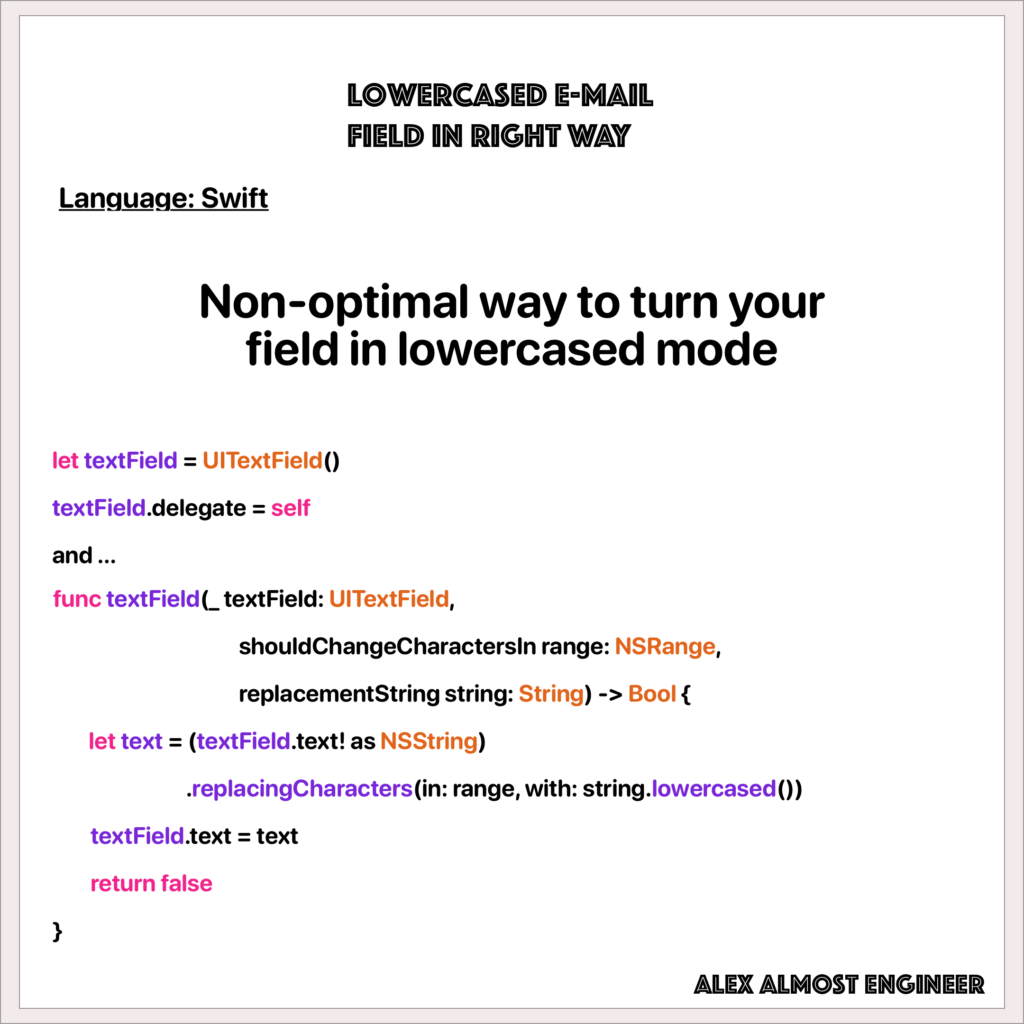 LOWERCASED E-MAIL
FIELD IN RIGHT WAY
Language: Swift
Non-optimal way to turn your
field in lowercased mode
let textField = UITextField()
textField.delegate = self
and ...
func textField(_ textField: UITextField,
shouldChangeCharactersIn range: NSRange,
replacementString string: String) -> Bool {
let text = (textField.text! as NSString)
.replacingCharacters(in: range, with: string.lowercased())
textField.text = text
return false
}
ALEX ALMOST ENGINEER